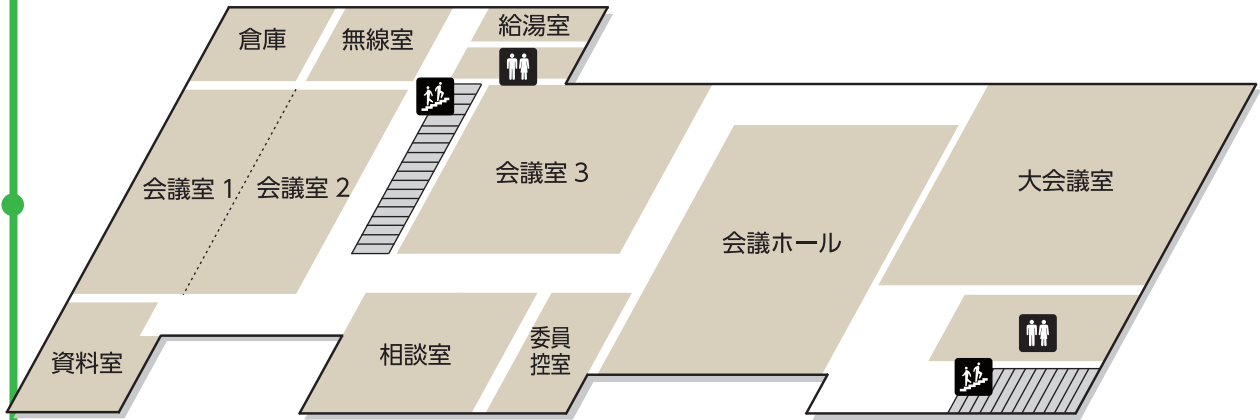 倉庫
無線室
給湯室
会議室 1
会議室 2
会議室 3
会議ホール
大会議室
資料室
相談室
委員
控室